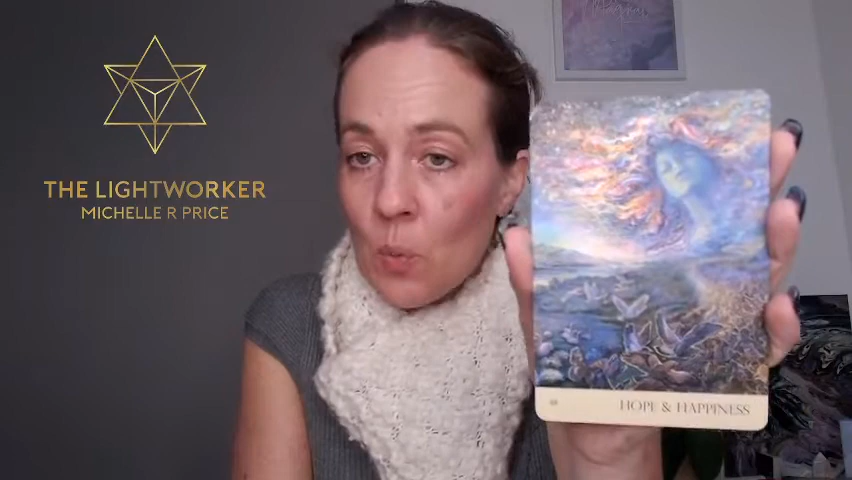 THE LIGHTWORKER
MICHELLE R PRICE
HOPE & HAPPINESS